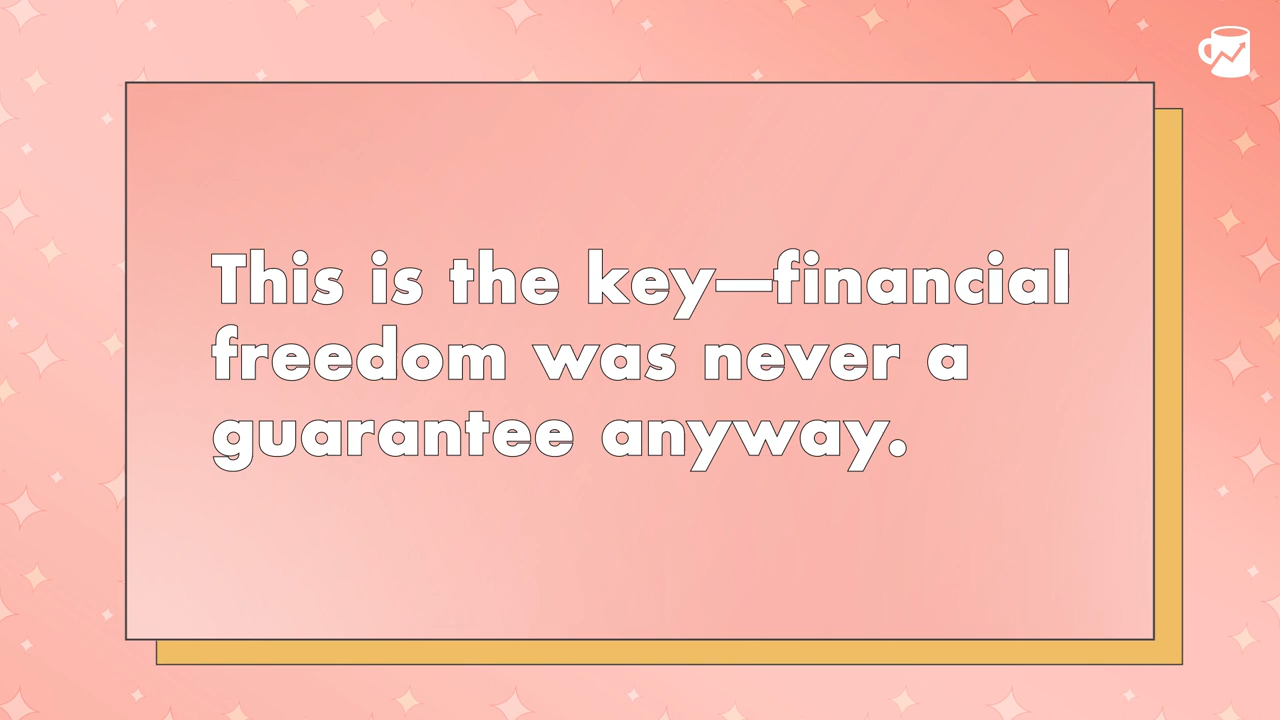 This is the key—financial
freedom was never a
guarantee anyway.